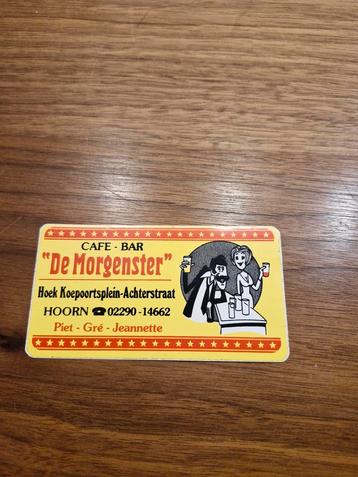 CAFE - BAR
"De Morgenster"
Hoek Koepoortsplein-Achterstraat
HOORN ☎ 02290-14662
Piet - Gré - Jeannette